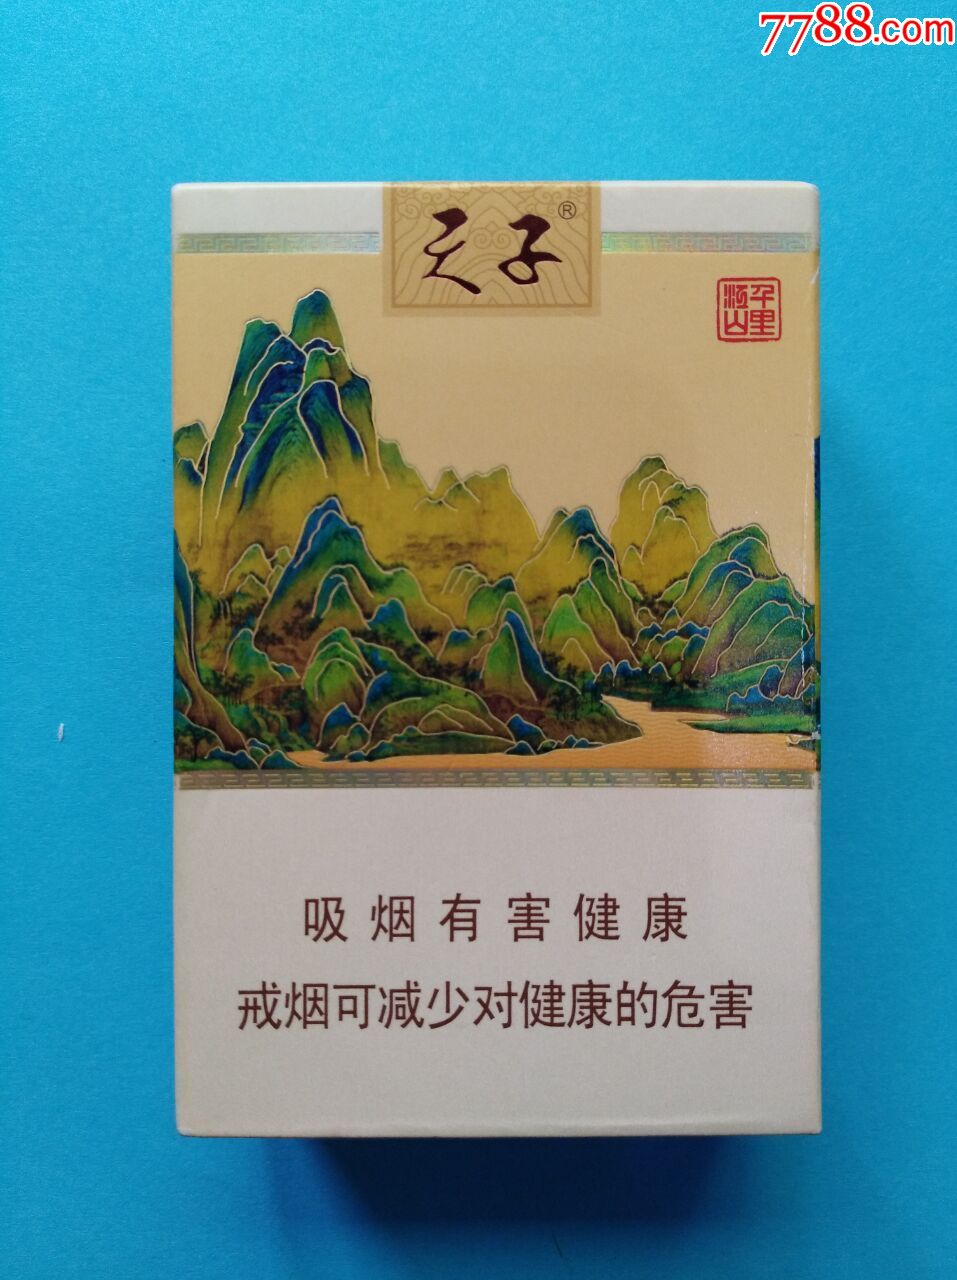 7788.com
天子®
千里
江山
吸烟有害健康
戒烟可减少对健康的危害